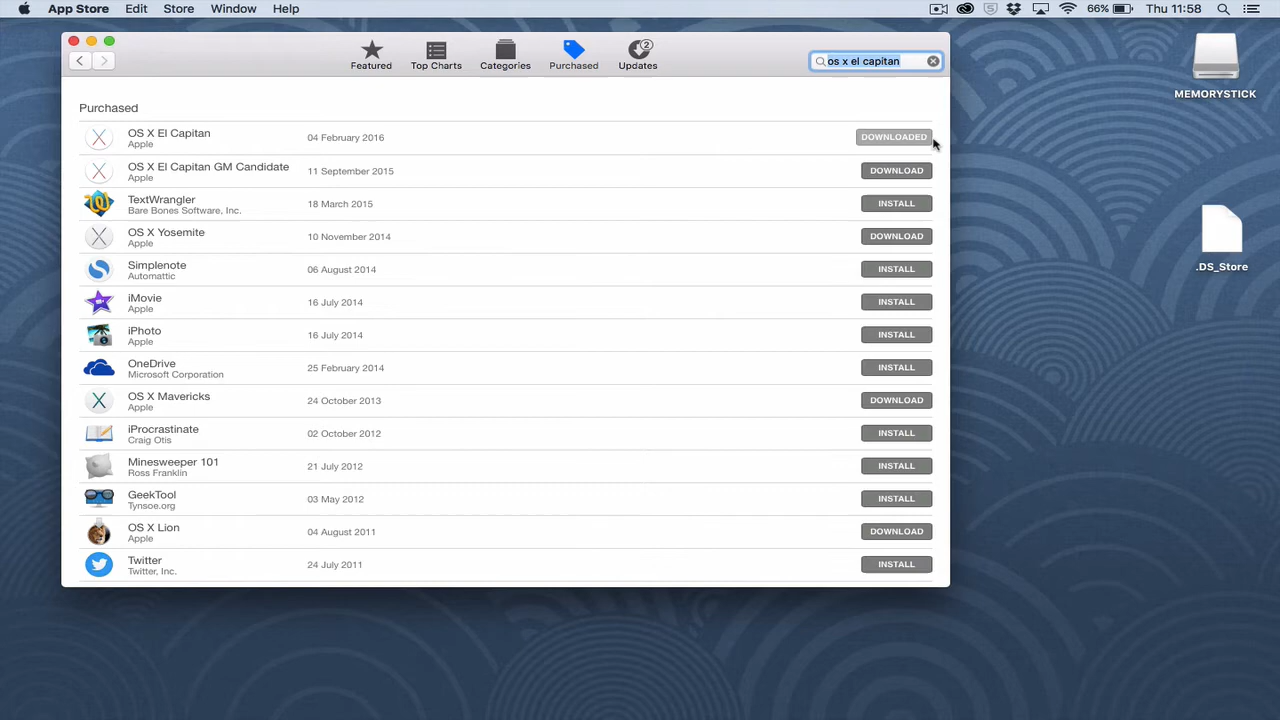 App Store Edit Store Window Help 66% Thu 11:58
Featured Top Charts Categories Purchased Updates 2
os x el capitan
MEMORYSTICK
.DS_Store
Purchased
OS X El Capitan 04 February 2016 DOWNLOADED
Apple
OS X El Capitan GM Candidate 11 September 2015 DOWNLOAD
Apple
TextWrangler 18 March 2015 INSTALL
Bare Bones Software, Inc.
OS X Yosemite 10 November 2014 DOWNLOAD
Apple
Simplenote 06 August 2014 INSTALL
Automattic
iMovie 16 July 2014 INSTALL
Apple
iPhoto 16 July 2014 INSTALL
Apple
OneDrive 25 February 2014 INSTALL
Microsoft Corporation
OS X Mavericks 24 October 2013 DOWNLOAD
Apple
iProcrastinate 02 October 2012 INSTALL
Craig Otis
Minesweeper 101 21 July 2012 INSTALL
Ross Franklin
GeekTool 03 May 2012 INSTALL
Tynsoe.org
OS X Lion 04 August 2011 DOWNLOAD
Apple
Twitter 24 July 2011 INSTALL
Twitter, Inc.